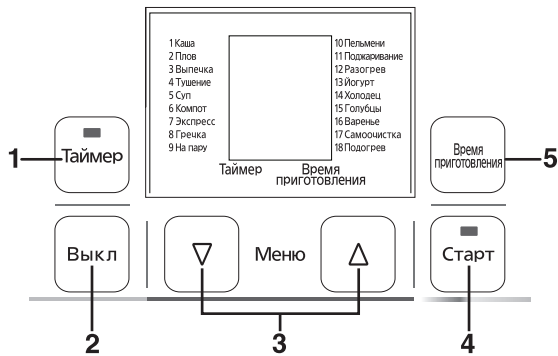 1 Каша
2 Плов
3 Выпечка
4 Тушение
5 Суп
6 Компот
7 Экспресс
8 Гречка
9 На пару
10 Пельмени
11 Поджаривание
12 Разогрев
13 Йогурт
14 Холодец
15 Голубцы
16 Варенье
17 Самоочистка
18 Подогрев
Таймер
Время
приготовления
1
Таймер
Время
приготовления
5
Выкл
Меню
Старт
2
3
4